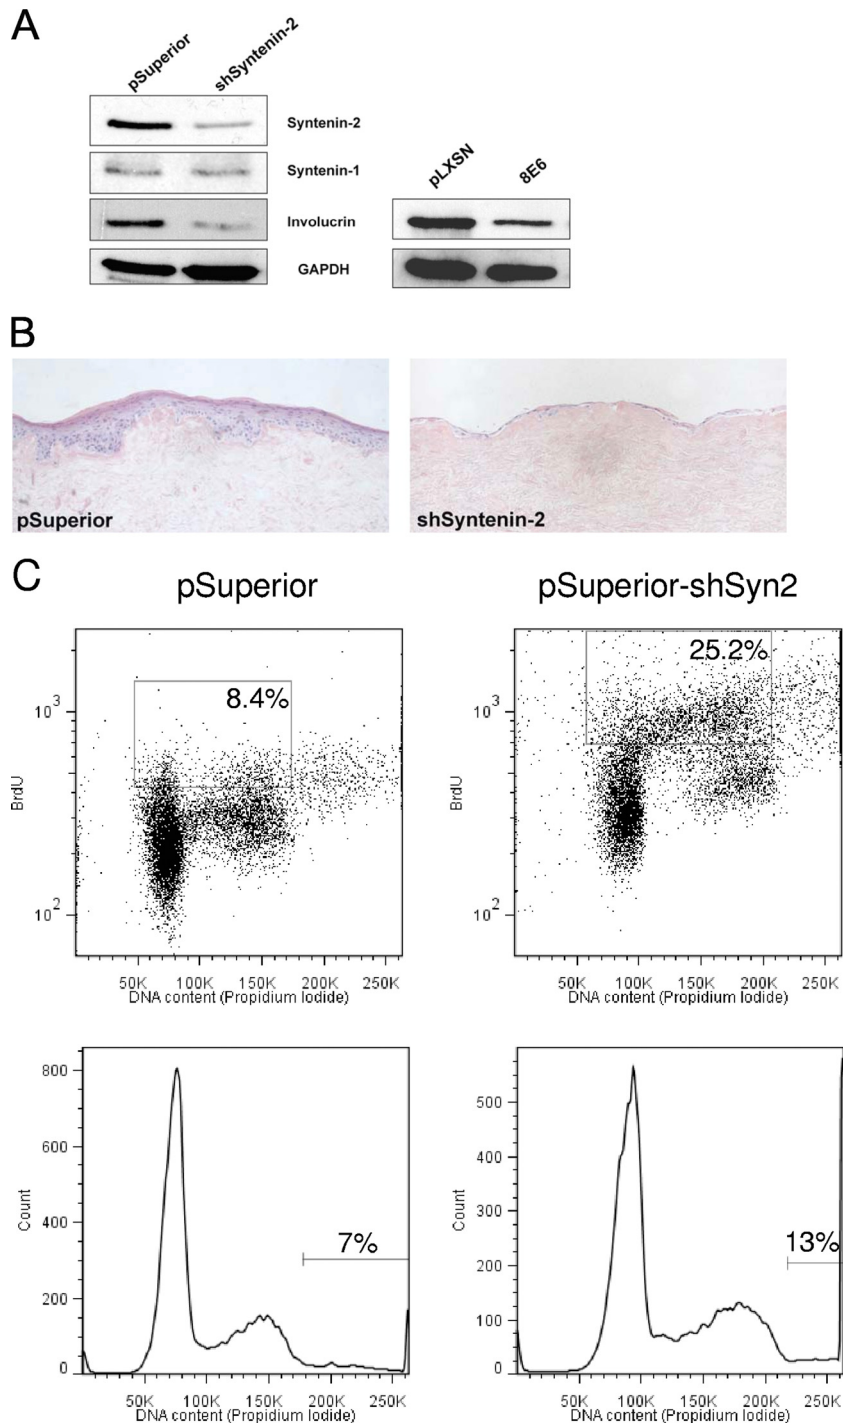 A
pSuperior shSyntenin-2
Syntenin-2
Syntenin-1
Involucrin
GAPDH
pLXSN 8E6
B
pSuperior
shSyntenin-2
C
pSuperior
pSuperior-shSyn2
8.4%
10³
10²
BrdU
50K 100K 150K 200K 250K
DNA content (Propidium Iodide)
25.2%
10³
10²
BrdU
50K 100K 150K 200K 250K
DNA content (Propidium Iodide)
800
600
400
200
0
Count
7%
50K 100K 150K 200K 250K
DNA content (Propidium Iodide)
500
400
300
200
100
0
Count
13%
50K 100K 150K 200K 250K
DNA content (Propidium Iodide)